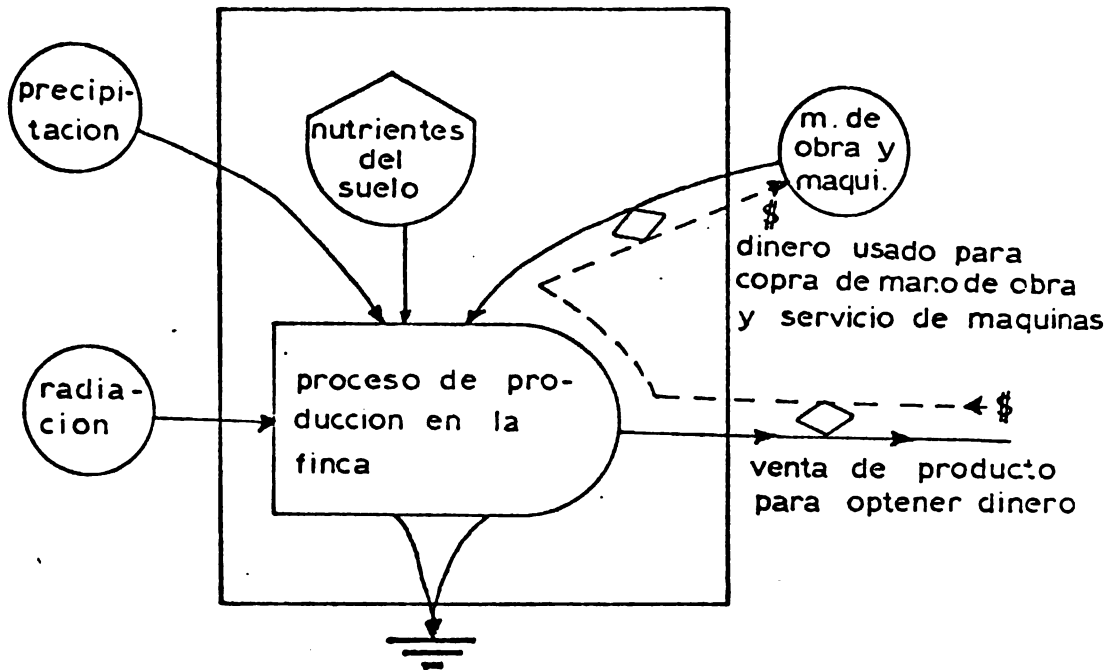 precipi-
tacion
nutrientes
del
suelo
m. de
obra y
maqui.
$
dinero usado para
copra de mano de obra
y servicio de maquinas
radia-
cion
proceso de pro-
duccion en la
finca
$
venta de producto
para optener dinero